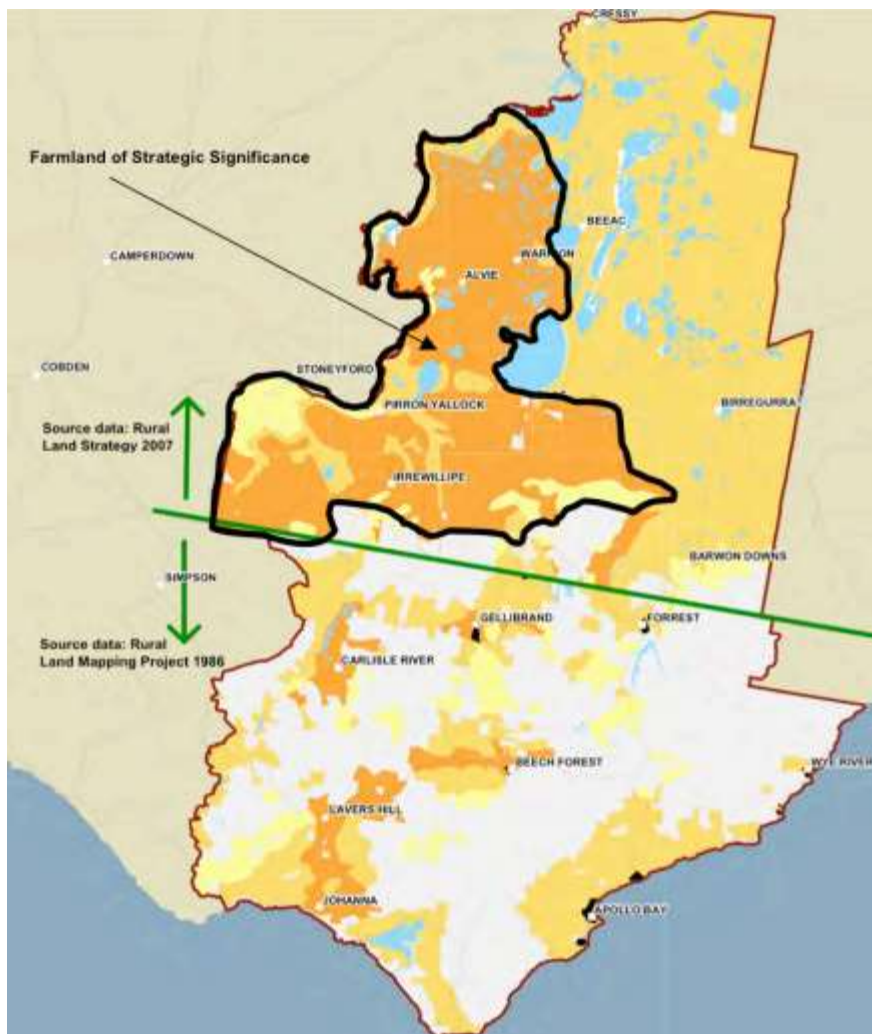 CRESSY
Farmland of Strategic Significance
BEEAC
CAMPERDOWN
WARRION
ALVIE
STONEYFORD
COBDEN
PIRRON YALLOCK
BIRREGURRA
Source data: Rural
Land Strategy 2007
IRREWILLIPE
BARWON DOWNS
SIMPSON
GELLIBRAND
FORREST
Source data: Rural
Land Mapping Project 1986
CARLISLE RIVER
BEECH FOREST
WYE RIVER
LAVERS HILL
JOHANNA
APOLLO BAY